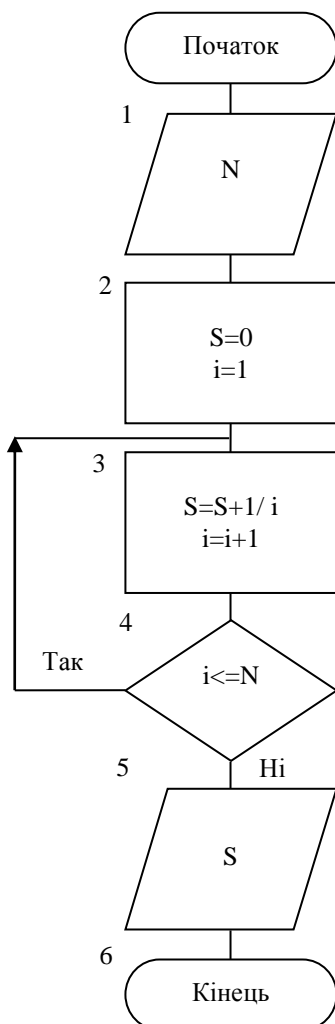 Початок
1
N
2
S=0
i=1
3
S=S+1/ i
i=i+1
4
Так
i<=N
5
Ні
S
6
Кінець